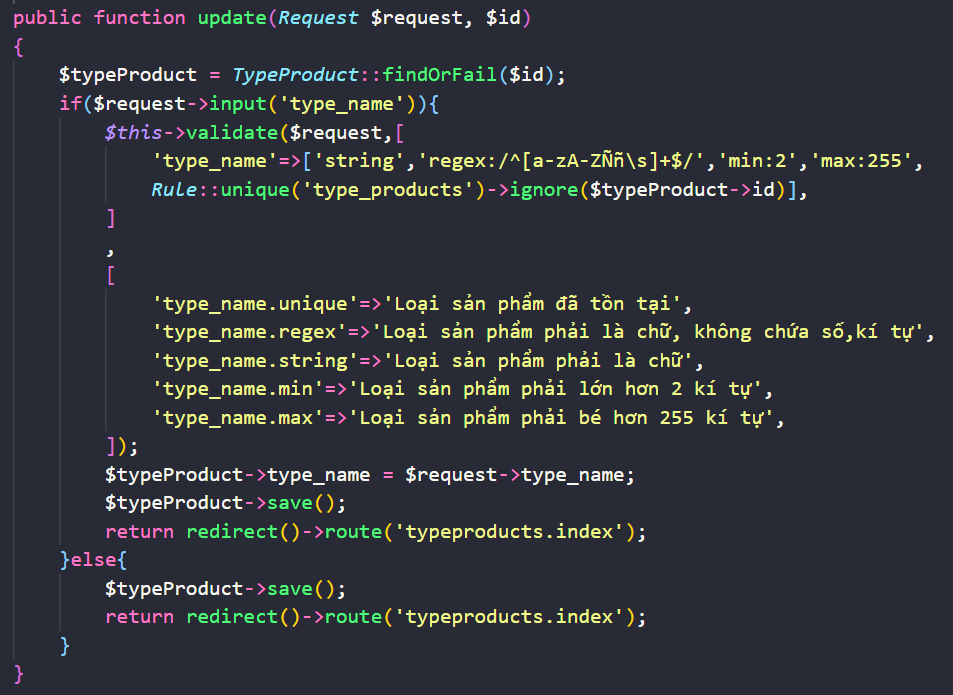 public function update(Request $request, $id)
{
    $typeProduct = TypeProduct::findOrFail($id);
    if($request->input('type_name')){
        $this->validate($request,[
            'type_name'=>['string','regex:/^[a-zA-ZÑñ\s]+$/','min:2','max:255',
            Rule::unique('type_products')->ignore($typeProduct->id)],
        ]
        ,
        [
            'type_name.unique'=>'Loại sản phẩm đã tồn tại',
            'type_name.regex'=>'Loại sản phẩm phải là chữ, không chứa số,kí tự',
            'type_name.string'=>'Loại sản phẩm phải là chữ',
            'type_name.min'=>'Loại sản phẩm phải lớn hơn 2 kí tự',
            'type_name.max'=>'Loại sản phẩm phải bé hơn 255 kí tự',
        ]);
        $typeProduct->type_name = $request->type_name;
        $typeProduct->save();
        return redirect()->route('typeproducts.index');
    }else{
        $typeProduct->save();
        return redirect()->route('typeproducts.index');
    }
}